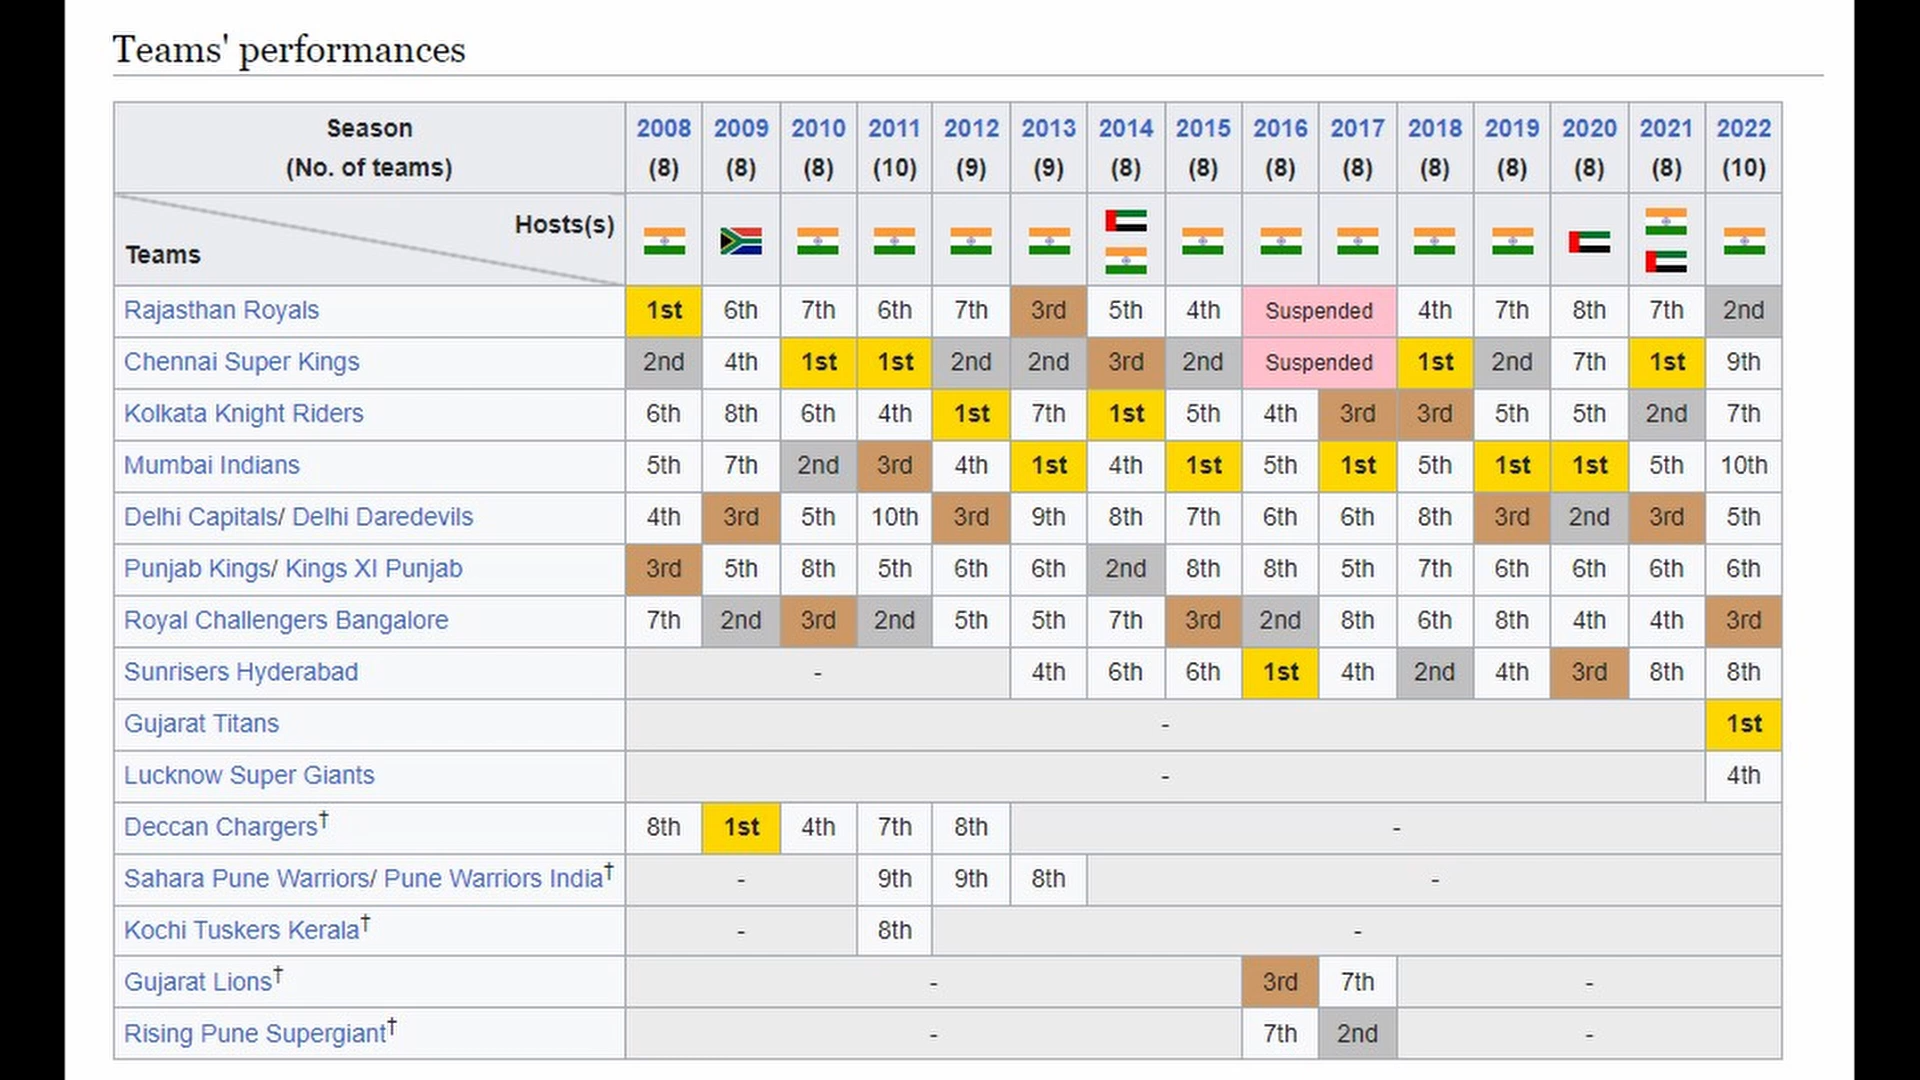 Teams' performances
Season
(No. of teams) 2008 (8) 2009 (8) 2010 (8) 2011 (10) 2012 (9) 2013 (9) 2014 (8) 2015 (8) 2016 (8) 2017 (8) 2018 (8) 2019 (8) 2020 (8) 2021 (8) 2022 (10)
Hosts(s)
Teams
Rajasthan Royals 1st 6th 7th 6th 7th 3rd 5th 4th Suspended 4th 7th 8th 7th 2nd
Chennai Super Kings 2nd 4th 1st 1st 2nd 2nd 3rd 2nd Suspended 1st 2nd 7th 1st 9th
Kolkata Knight Riders 6th 8th 6th 4th 1st 7th 1st 5th 4th 3rd 3rd 5th 5th 2nd 7th
Mumbai Indians 5th 7th 2nd 3rd 4th 1st 4th 1st 5th 1st 5th 1st 1st 5th 10th
Delhi Capitals/ Delhi Daredevils 4th 3rd 5th 10th 3rd 9th 8th 7th 6th 6th 8th 3rd 2nd 3rd 5th
Punjab Kings/ Kings XI Punjab 3rd 5th 8th 5th 6th 6th 2nd 8th 8th 5th 7th 6th 6th 6th 6th
Royal Challengers Bangalore 7th 2nd 3rd 2nd 5th 5th 7th 3rd 2nd 8th 6th 8th 4th 4th 3rd
Sunrisers Hyderabad - 4th 6th 6th 1st 4th 2nd 4th 3rd 8th 8th
Gujarat Titans - 1st
Lucknow Super Giants - 4th
Deccan Chargers† 8th 1st 4th 7th 8th -
Sahara Pune Warriors/ Pune Warriors India† - 9th 9th 8th -
Kochi Tuskers Kerala† - 8th -
Gujarat Lions† - 3rd 7th -
Rising Pune Supergiant† - 7th 2nd -